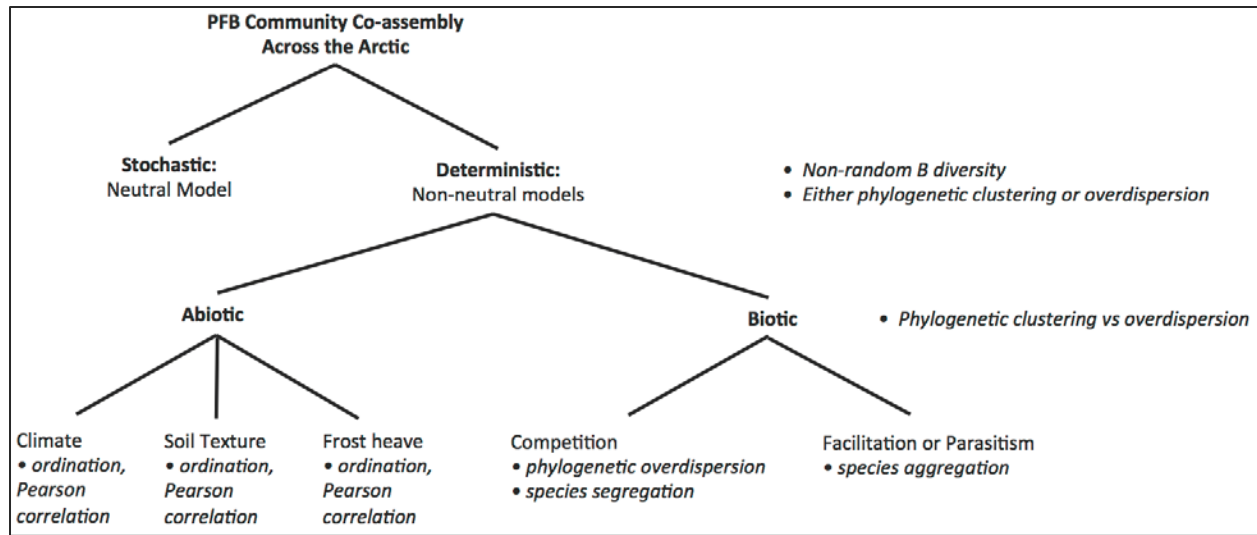 PFB Community Co-assembly
Across the Arctic
Stochastic:
Neutral Model
Deterministic:
Non-neutral models
• Non-random B diversity
• Either phylogenetic clustering or overdispersion
Abiotic
Biotic
• Phylogenetic clustering vs overdispersion
Climate
• ordination,
Pearson
correlation
Soil Texture
• ordination,
Pearson
correlation
Frost heave
• ordination,
Pearson
correlation
Competition
• phylogenetic overdispersion
• species segregation
Facilitation or Parasitism
• species aggregation